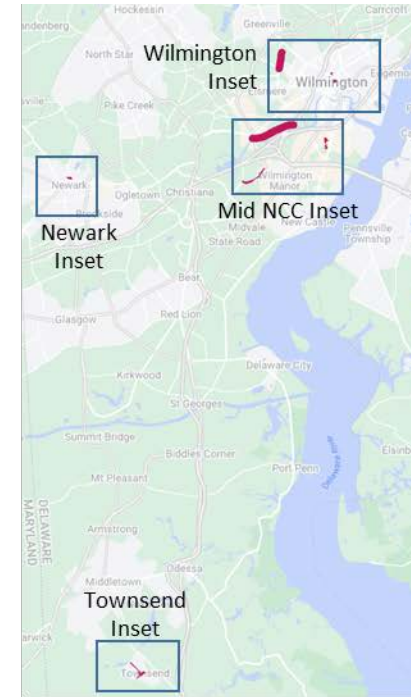 Hockessin
Carrcroft
andenberg
Greenville
North Star
Wilmington
Inset
Edgemo
Wilmington
Elsmere
Pike Creek
Newark
Ogletown
Christiana
Wilmington
Manor
Brookside
Mid NCC Inset
Newark
Inset
Midvale
New Castle
Pennsville
Township
State Road
Bear
Glasgow
Red Lion
Kirkwood
Delaware City
St Georges
Summit Bridge
Biddles Corner
Elsinb
Mt Pleasant
Port Penn
Delaware River
DELAWARE
MARYLAND
Armstrong
Odessa
Middletown
Townsend
Inset
arwick
Townsend